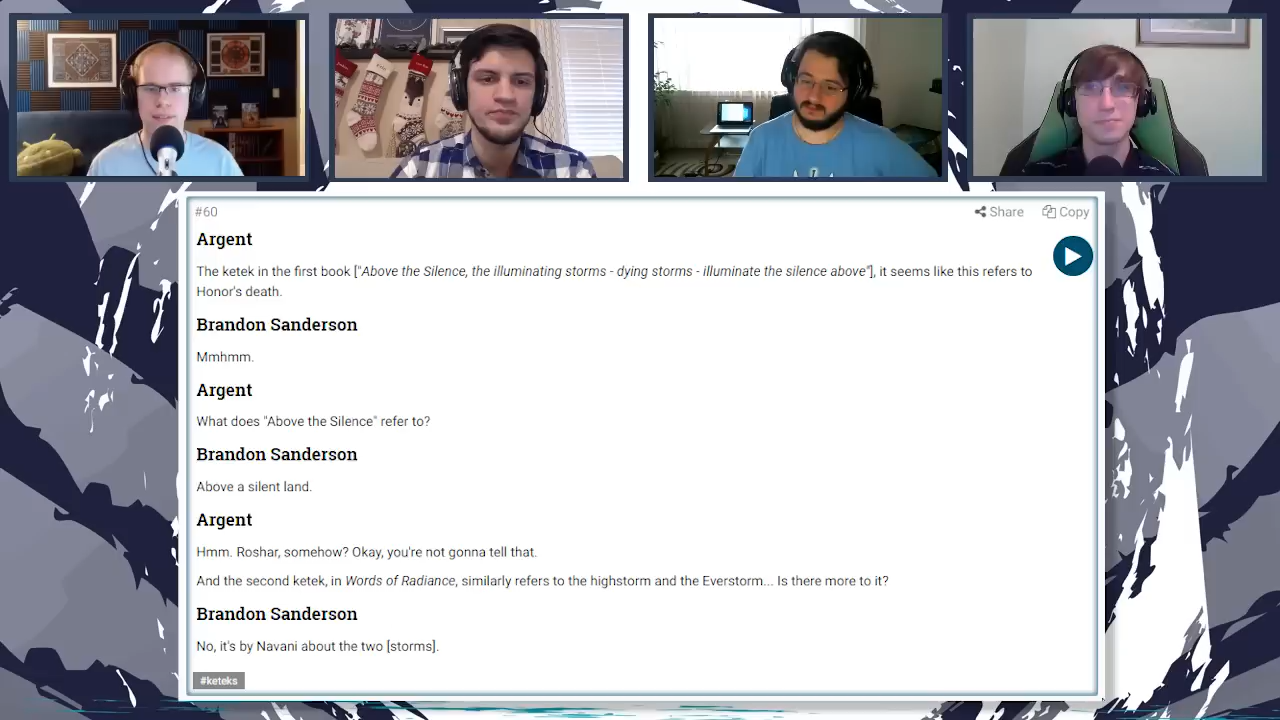 #60
Share
Copy
Argent
The ketek in the first book ["Above the Silence, the illuminating storms - dying storms - illuminate the silence above"], it seems like this refers to
Honor's death.
Brandon Sanderson
Mmhmm.
Argent
What does "Above the Silence" refer to?
Brandon Sanderson
Above a silent land.
Argent
Hmm. Roshar, somehow? Okay, you're not gonna tell that.
And the second ketek, in Words of Radiance, similarly refers to the highstorm and the Everstorm... Is there more to it?
Brandon Sanderson
No, it's by Navani about the two [storms].
#keteks